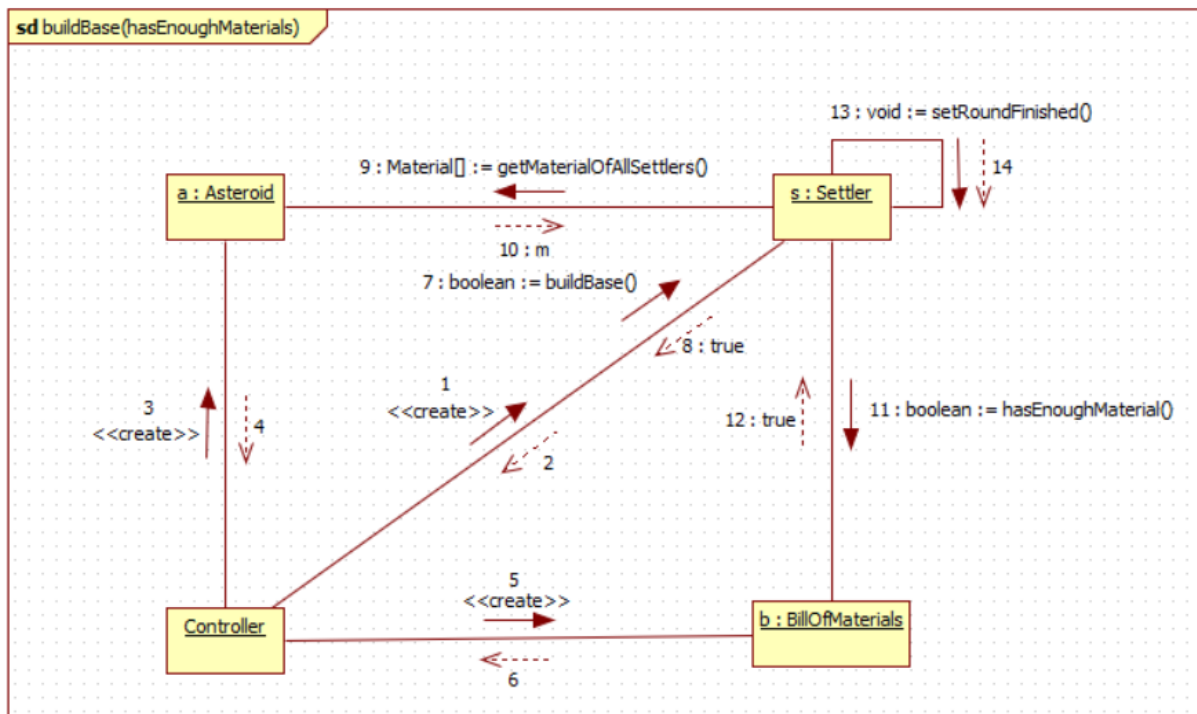 sd buildBase(hasEnoughMaterials)
13 : void := setRoundFinished()
9 : Material[] := getMaterialOfAllSettlers()
14
a : Asteroid
s : Settler
10 : m
7 : boolean := buildBase()
8 : true
1
<<create>>
3
<<create>>
4
12 : true
11 : boolean := hasEnoughMaterial()
2
5
<<create>>
Controller
b : BillOfMaterials
6